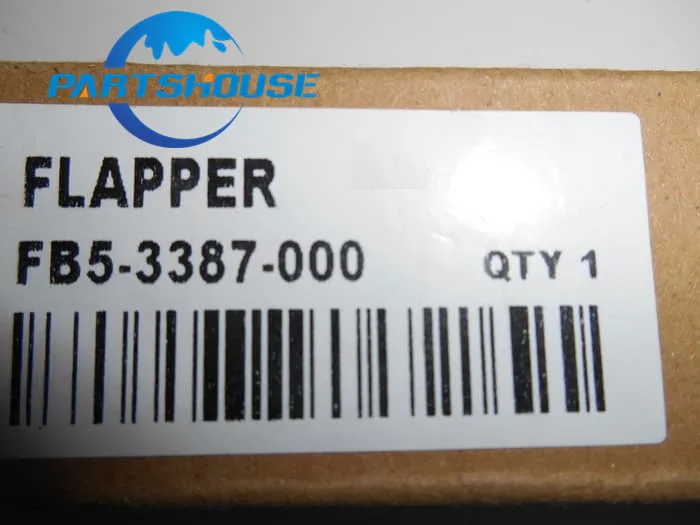 PARTSHOUSE
FLAPPER
FB5-3387-000 QTY 1